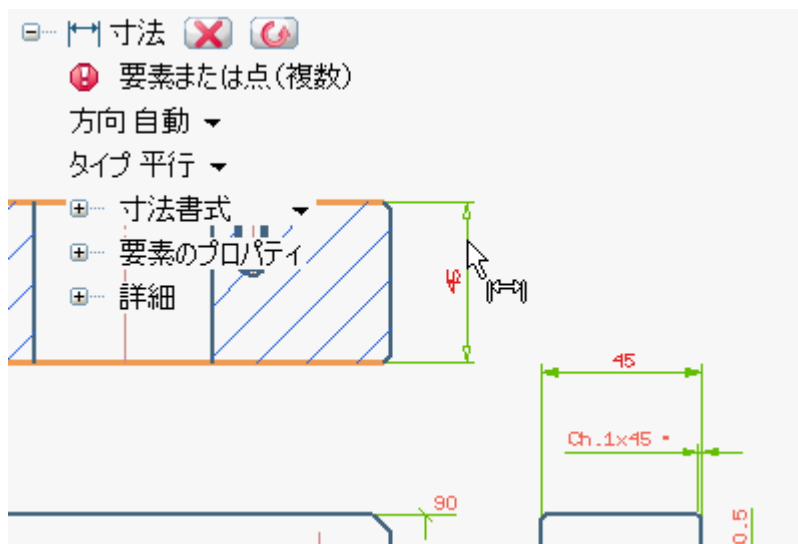 寸法
要素または点(複数)
方向 自動
タイプ 平行
寸法書式
要素のプロパティ
詳細
45
45
Ch.1x45 °
90
0.5